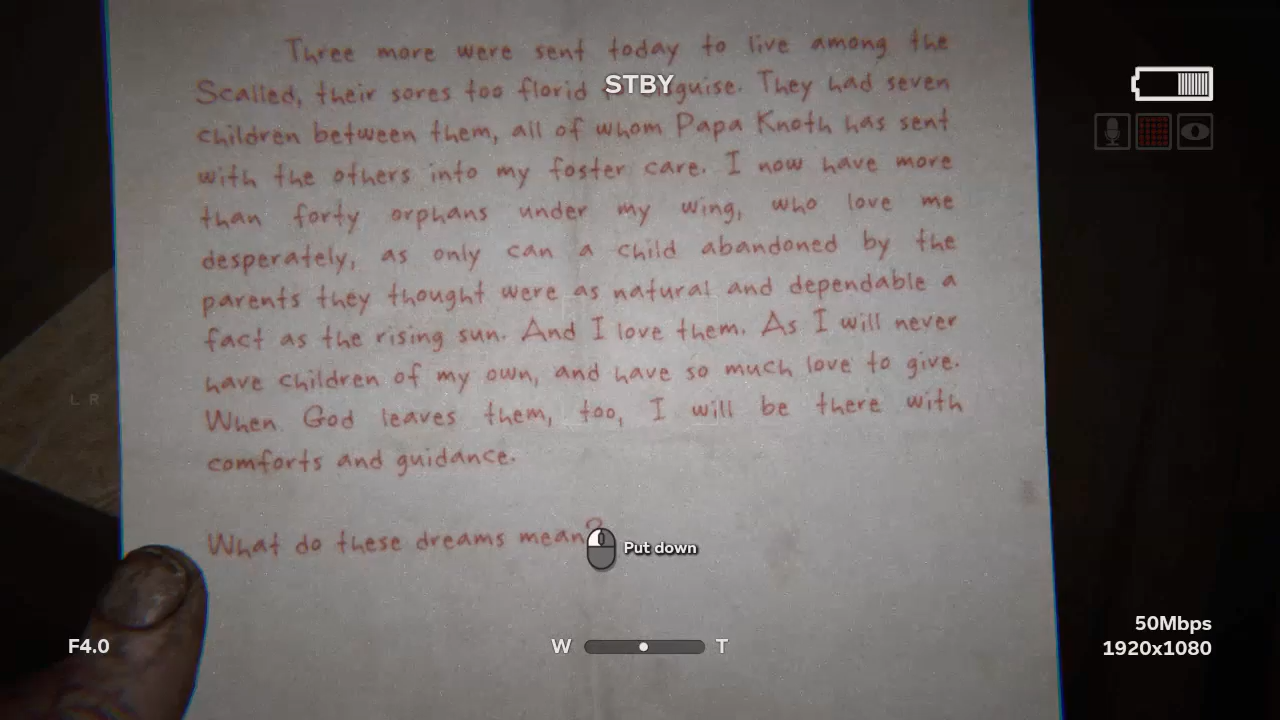 Three more were sent today to live among the
STBY
Scalled, their sores too florid guise. They had seven
children between them, all of whom Papa Knoth has sent
with the others into my foster care. I now have more
than forty orphans under my wing, who love me
desperately, as only can a child abandoned by the
parents they thought were as natural and dependable a
fact as the rising sun. And I love them. As I will never
have children of my own, and have so much love to give.
L R
When God leaves them, too, I will be there with
comforts and guidance.
What do these dreams mean?
Put down
50Mbps
F4.0
W T
1920x1080